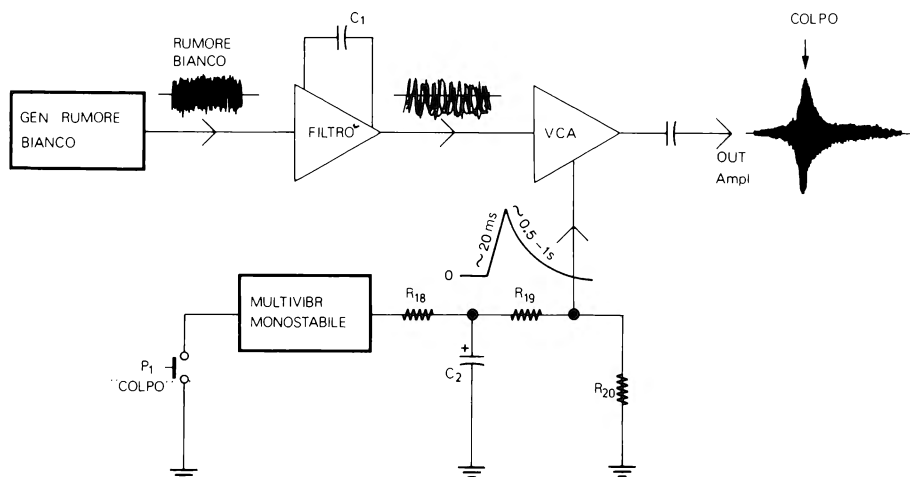 C1
COLPO
RUMORE
BIANCO
GEN RUMORE
BIANCO
FILTRO
VCA
OUT
Ampl
~20ms
~0.5-1s
0
MULTIVIBR
MONOSTABILE
R18
R19
+
C2
R20
P1
"COLPO"